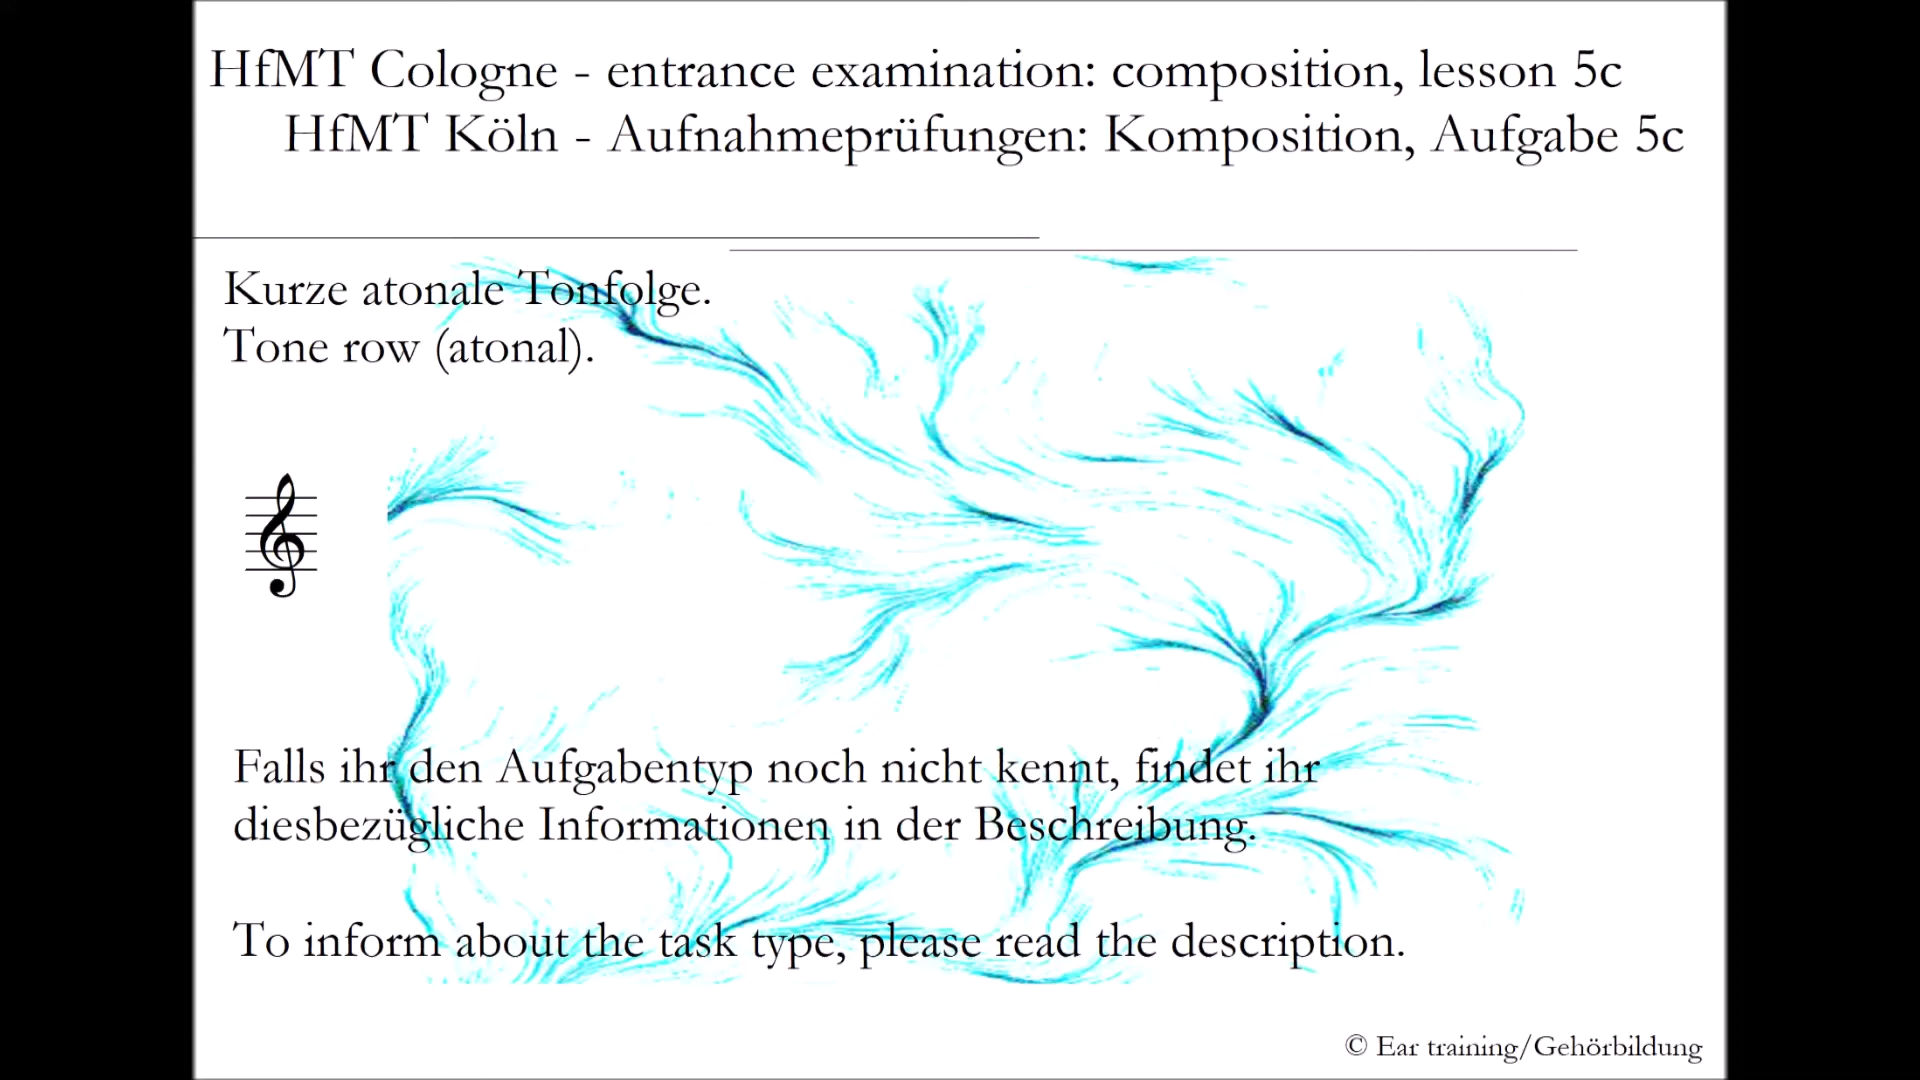 HfMT Cologne - entrance examination: composition, lesson 5c
HfMT Köln - Aufnahmeprüfungen: Komposition, Aufgabe 5c
Kurze atonale Tonfolge.
Tone row (atonal).
Falls ihr den Aufgabentyp noch nicht kennt, findet ihr
diesbezügliche Informationen in der Beschreibung.
To inform about the task type, please read the description.
© Ear training/Gehörbildung